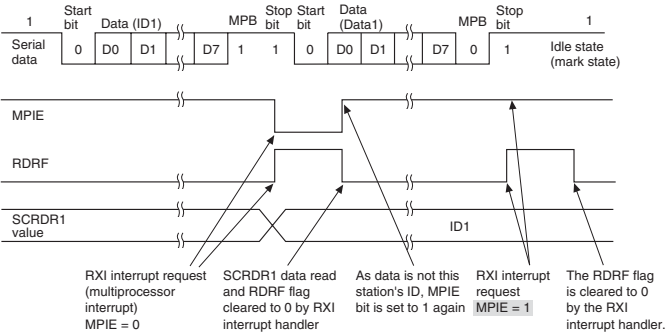 1
Start
bit
Data (ID1)
MPB
Stop
bit
Start
bit
Data
(Data1)
MPB
Stop
bit
1
Serial
data
0
D0
D1
D7
1
1
0
D0
D1
D7
0
1
Idle state
(mark state)
MPIE
RDRF
SCRDR1
value
ID1
RXI interrupt request
(multiprocessor
interrupt)
MPIE = 0
SCRDR1 data read
and RDRF flag
cleared to 0 by RXI
interrupt handler
As data is not this
station's ID, MPIE
bit is set to 1 again
RXI interrupt
request
MPIE = 1
The RDRF flag
is cleared to 0
by the RXI
interrupt handler.